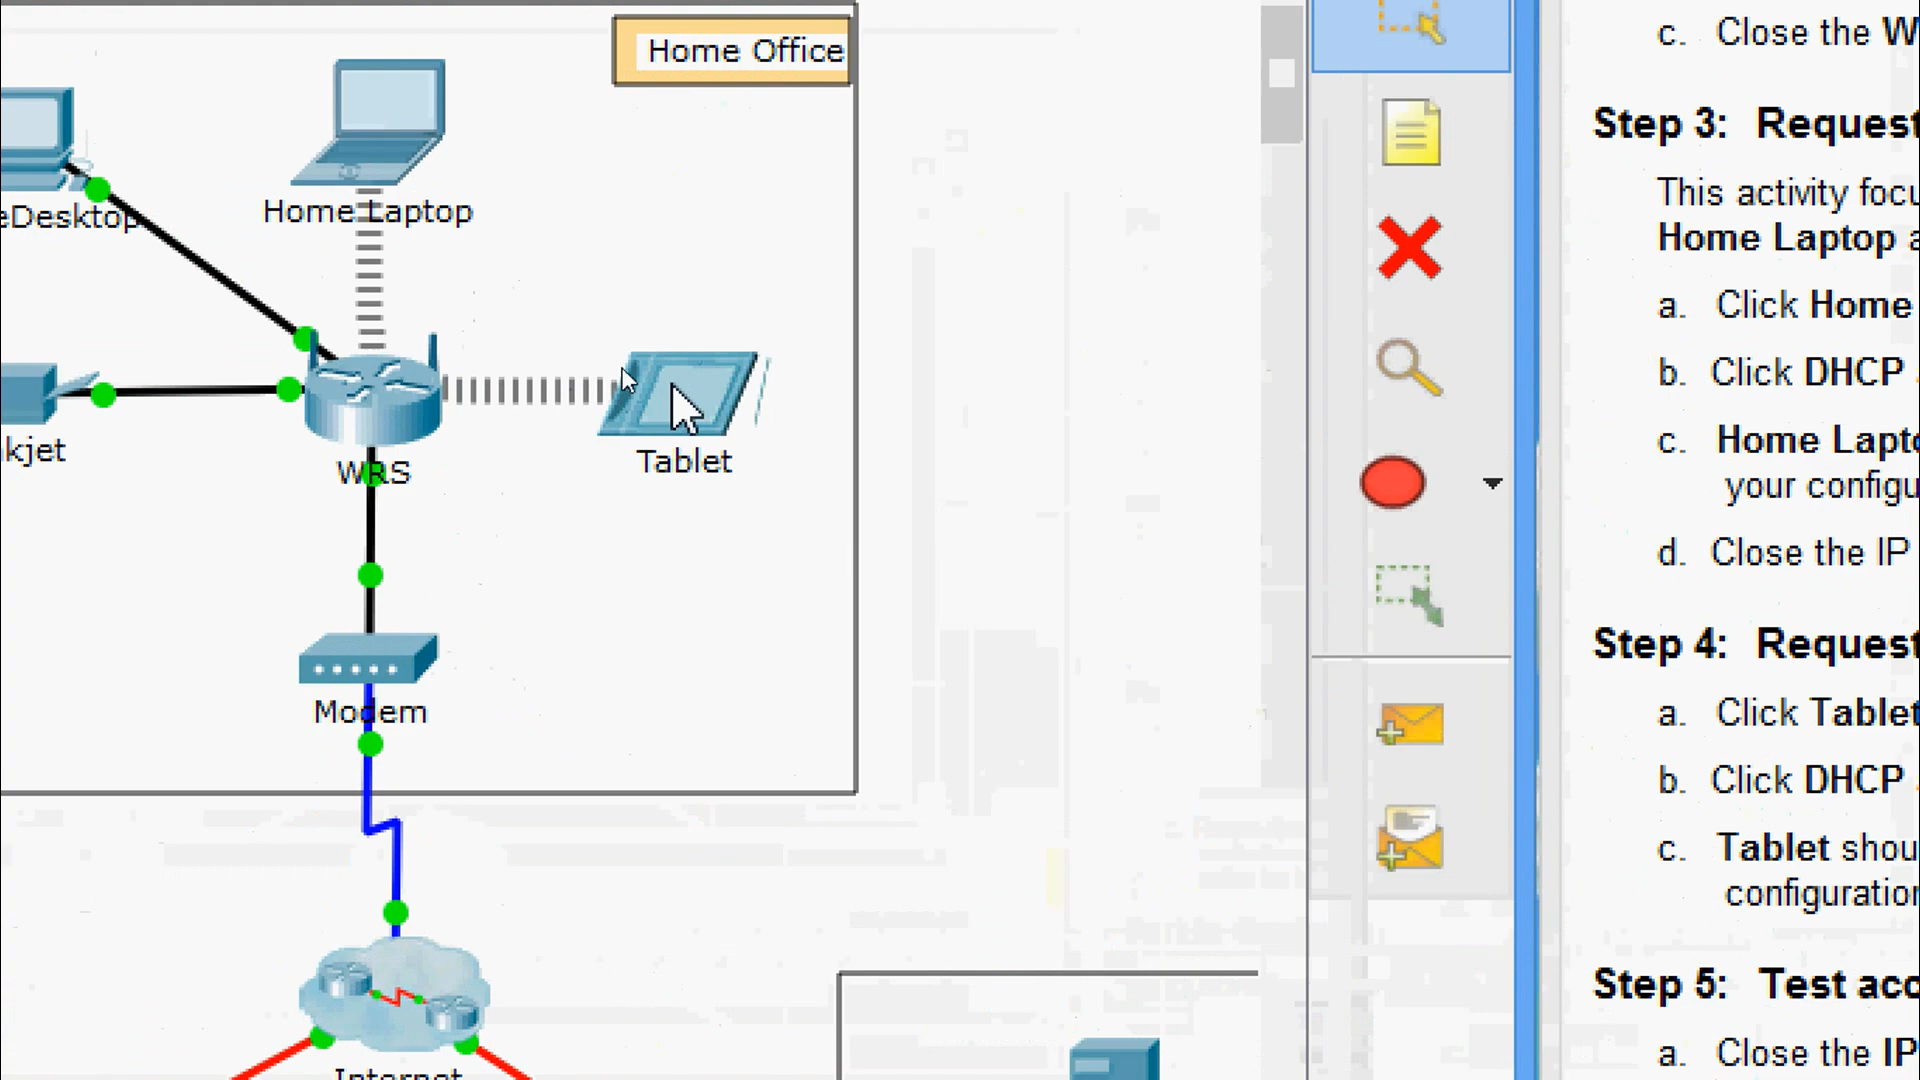 Home Office
eDesktop
Home Laptop
kjet
WRS
Tablet
Modem
Internet
c. Close the W
Step 3: Request
This activity focu
Home Laptop a
a. Click Home
b. Click DHCP
c. Home Lapto
your configu
d. Close the IP
Step 4: Request
a. Click Tablet
b. Click DHCP
c. Tablet shou
configuration
Step 5: Test acc
a. Close the IP